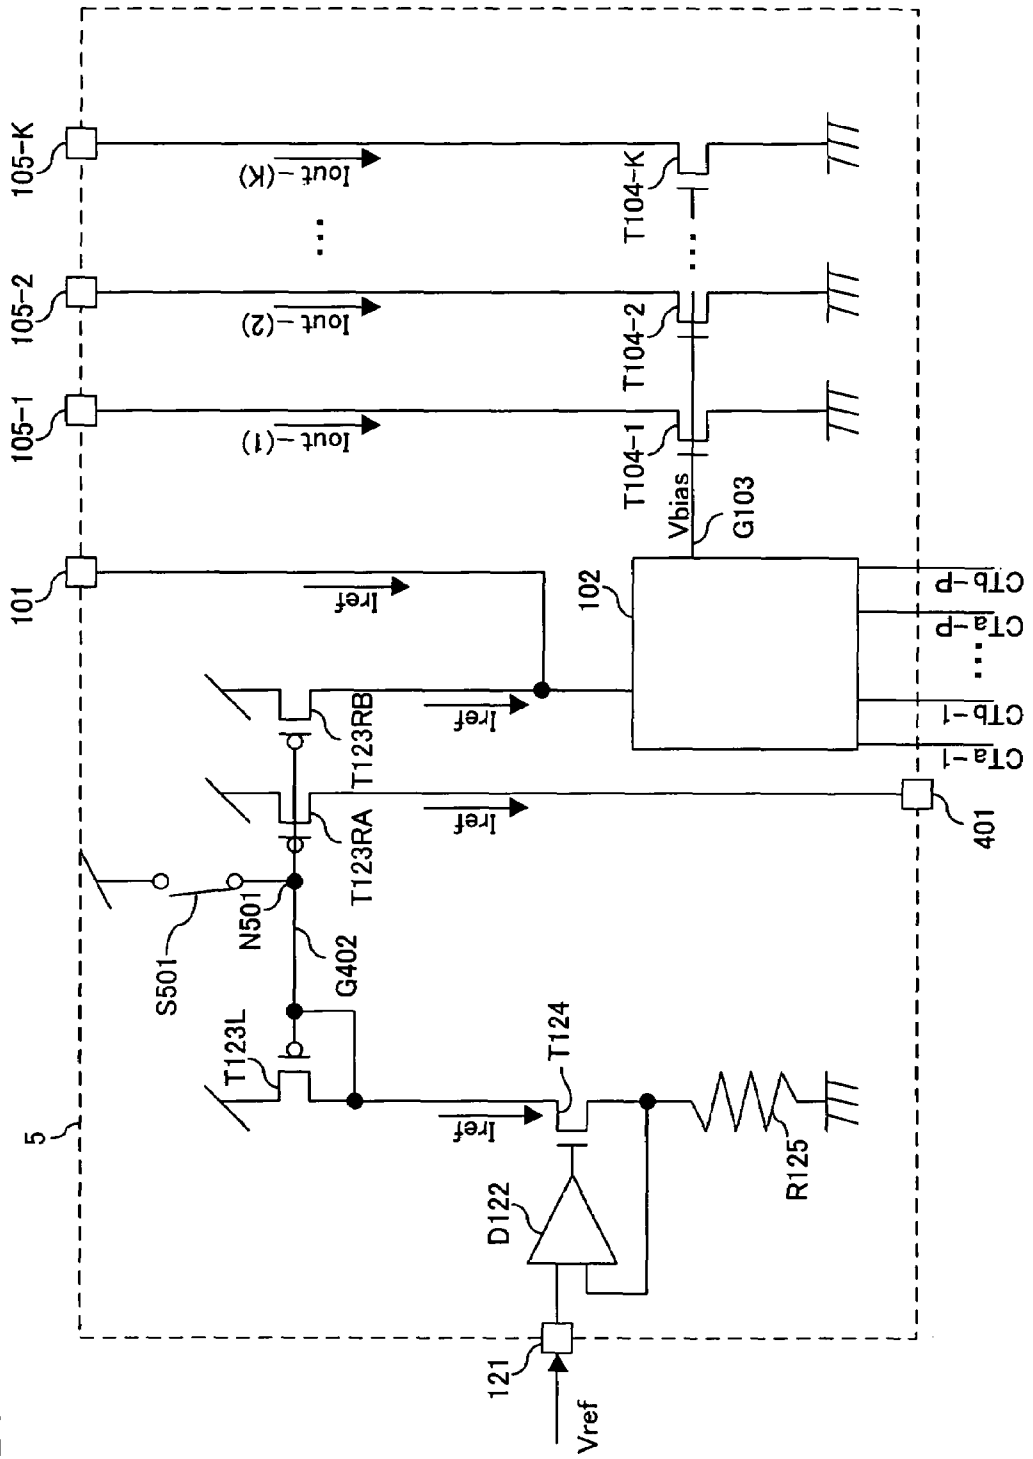 105-K
105-2
105-1
101
5
Iout-(K)
...
Iout-(2)
Iout-(1)
Iref
T104-K
...
T104-2
T104-1
Vbias
G103
102
T123RB
Iref
T123RA
Iref
S501
N501
G402
T123L
Iref
T124
D122
R125
121
Vref
401
CTb-P
CTa-P
...
CTb-1
CTa-1